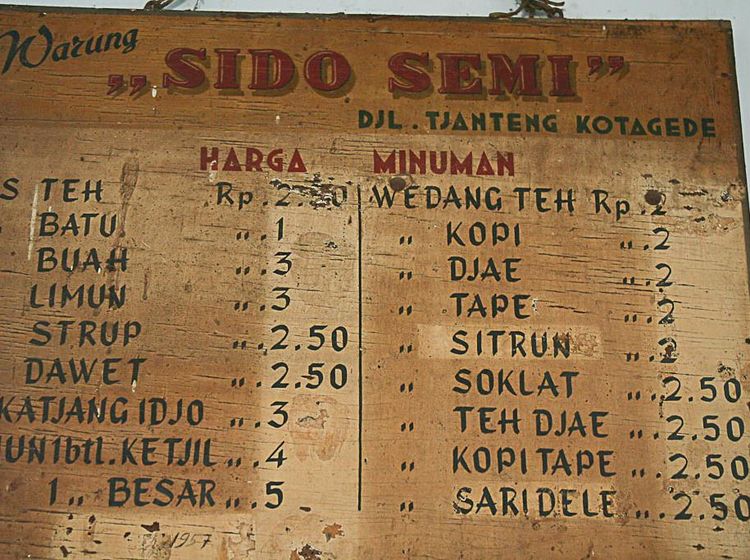 Warung
„SIDO SEMI”
DJL. TJANTENG KOTAGEDE
HARGA MINUMAN
S TEH Rp.2.50
BATU „.1
BUAH „.3
LIMUN „.3
STRUP „.2.50
DAWET „.2.50
KATJANG IDJO „.3
UN 1btl. KETJIL „.4
1 „ BESAR „.5
1957
WEDANG TEH Rp.2
„ KOPI „.2
„ DJAE „.2
„ TAPE „.2
„ SITRUN „.2
„ SOKLAT „.2.50
„ TEH DJAE „.2.50
„ KOPI TAPE „.2.50
„ SARI DELE „.2.50